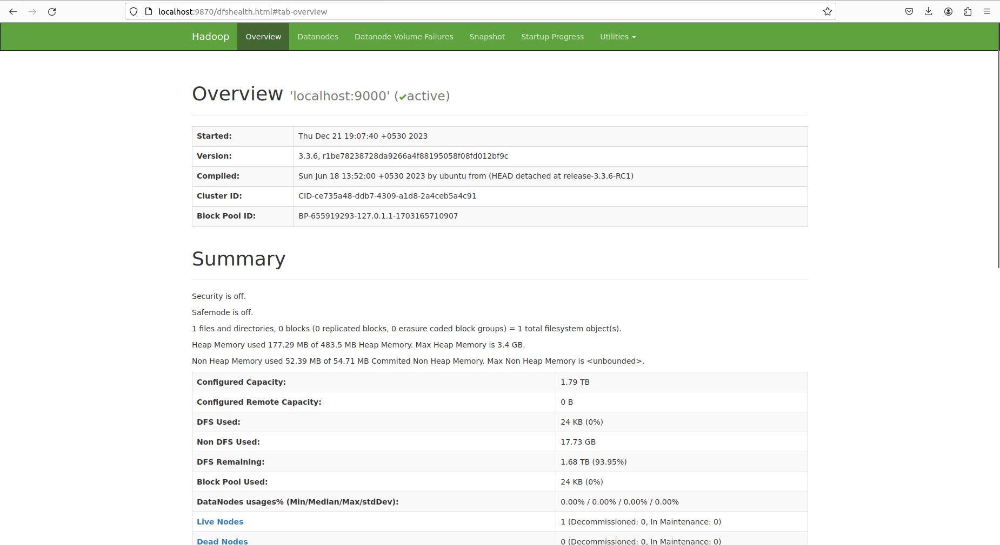 localhost:9870/dfshealth.html#tab-overview
Hadoop Overview Datanodes Datanode Volume Failures Snapshot Startup Progress Utilities
Overview 'localhost:9000' (✔active)
Started: Thu Dec 21 19:07:40 +0530 2023
Version: 3.3.6, r1be78238728da9266a4f88195058f08fd012bf9c
Compiled: Sun Jun 18 13:52:00 +0530 2023 by ubuntu from (HEAD detached at release-3.3.6-RC1)
Cluster ID: CID-ce735a48-ddb7-4309-a1d8-2a4ceb5a4c91
Block Pool ID: BP-655919293-127.0.1.1-1703165710907
Summary
Security is off.
Safemode is off.
1 files and directories, 0 blocks (0 replicated blocks, 0 erasure coded block groups) = 1 total filesystem object(s).
Heap Memory used 177.29 MB of 483.5 MB Heap Memory. Max Heap Memory is 3.4 GB.
Non Heap Memory used 52.39 MB of 54.71 MB Commited Non Heap Memory. Max Non Heap Memory is <unbounded>.
Configured Capacity: 1.79 TB
Configured Remote Capacity: 0 B
DFS Used: 24 KB (0%)
Non DFS Used: 17.73 GB
DFS Remaining: 1.68 TB (93.95%)
Block Pool Used: 24 KB (0%)
DataNodes usages% (Min/Median/Max/stdDev): 0.00% / 0.00% / 0.00% / 0.00%
Live Nodes 1 (Decommissioned: 0, In Maintenance: 0)
Dead Nodes 0 (Decommissioned: 0, In Maintenance: 0)